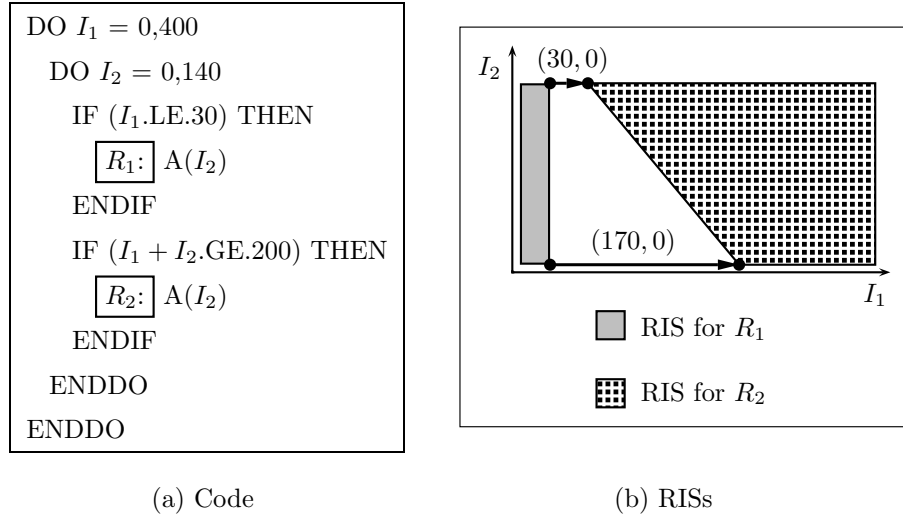 DO I₁ = 0,400
DO I₂ = 0,140
IF (I₁.LE.30) THEN
R₁: A(I₂)
ENDIF
IF (I₁ + I₂.GE.200) THEN
R₂: A(I₂)
ENDIF
ENDDO
ENDDO
(a) Code
I₂
(30, 0)
(170, 0)
I₁
RIS for R₁
RIS for R₂
(b) RISs